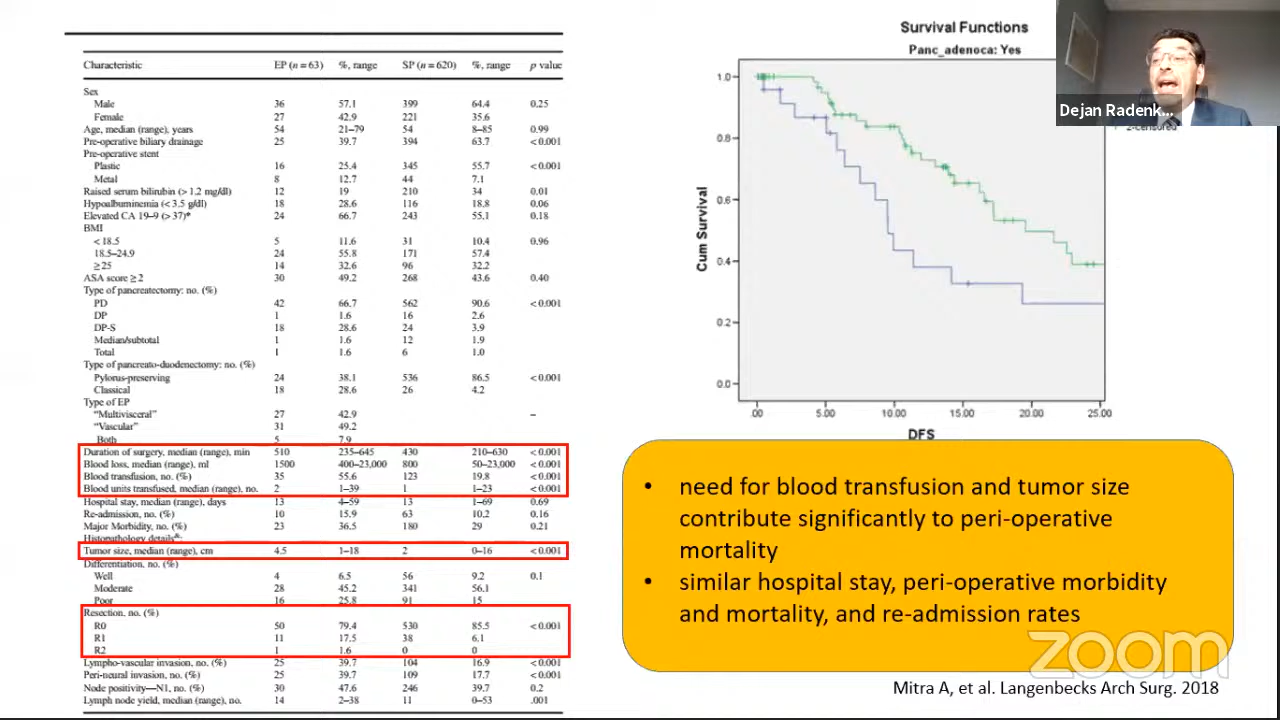 Characteristic EP (n = 63) %, range SP (n = 620) %, range p value
Sex
Male 36 57.1 399 64.4 0.25
Female 27 42.9 221 35.6
Age, median (range), years 54 21–79 54 8–85 0.99
Pre-operative biliary drainage 25 39.7 394 63.7 <0.001
Pre-operative stent
Plastic 16 25.4 345 55.7 <0.001
Metal 8 12.7 44 7.1
Raised serum bilirubin (> 1.2 mg/dl) 12 19 210 34 0.01
Hypoalbuminemia (< 3.5 g/dl) 18 28.6 116 18.8 0.06
Elevated CA 19–9 (> 37)* 24 66.7 243 55.1 0.18
BMI
< 18.5 5 11.6 31 10.4 0.96
18.5–24.9 24 55.8 171 57.4
≥ 25 14 32.6 96 32.2
ASA score ≥ 2 30 49.2 268 43.6 0.40
Type of pancreatectomy: no. (%)
PD 42 66.7 562 90.6 <0.001
DP 1 1.6 16 2.6
DP-S 18 28.6 24 3.9
Median/subtotal 1 1.6 12 1.9
Total 1 1.6 6 1.0
Type of pancreato-duodenectomy: no. (%)
Pylorus-preserving 24 38.1 536 86.5 <0.001
Classical 18 28.6 26 4.2
Type of EP
“Multivisceral” 27 42.9 –
“Vascular” 31 49.2
Both 5 7.9
Duration of surgery, median (range), min 510 235–645 430 210–630 <0.001
Blood loss, median (range), ml 1500 400–23,000 800 50–23,000 <0.001
Blood transfusion, no. (%) 35 55.6 123 19.8 <0.001
Blood units transfused, median (range), no. 2 1–39 1 1–23 <0.001
Hospital stay, median (range), days 13 4–59 13 1–69 0.69
Re-admission, no. (%) 10 15.9 63 10.2 0.16
Major Morbidity, no. (%) 23 36.5 180 29 0.21
Histopathology details&:
Tumor size, median (range), cm 4.5 1–18 2 0–16 <0.001
Differentiation, no. (%)
Well 4 6.5 56 9.2 0.1
Moderate 28 45.2 341 56.1
Poor 16 25.8 91 15
Resection, no. (%)
R0 50 79.4 530 85.5 <0.001
R1 11 17.5 38 6.1
R2 1 1.6 0 0
Lympho-vascular invasion, no. (%) 25 39.7 104 16.9 <0.001
Peri-neural invasion, no. (%) 25 39.7 109 17.7 <0.001
Node positivity—N1, no. (%) 30 47.6 246 39.7 0.2
Lymph node yield, median (range), no. 14 2–38 11 0–53 .001
Survival Functions
Panc_adenoca: Yes
Dejan Radenk...
2-censored
Cum Survival
1.0
0.8
0.6
0.4
0.2
0.0
.00 5.00 10.00 15.00 20.00 25.00
DFS
• need for blood transfusion and tumor size
contribute significantly to peri-operative
mortality
• similar hospital stay, peri-operative morbidity
and mortality, and re-admission rates
zoom
Mitra A, et al. Langenbecks Arch Surg. 2018